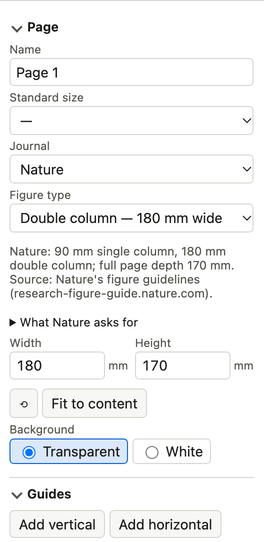 Page
Name
Page 1
Standard size
—
Journal
Nature
Figure type
Double column — 180 mm wide
Nature: 90 mm single column, 180 mm
double column; full page depth 170 mm.
Source: Nature's figure guidelines
(research-figure-guide.nature.com).
What Nature asks for
Width Height
180 mm 170 mm
Fit to content
Background
Transparent White
Guides
Add vertical Add horizontal